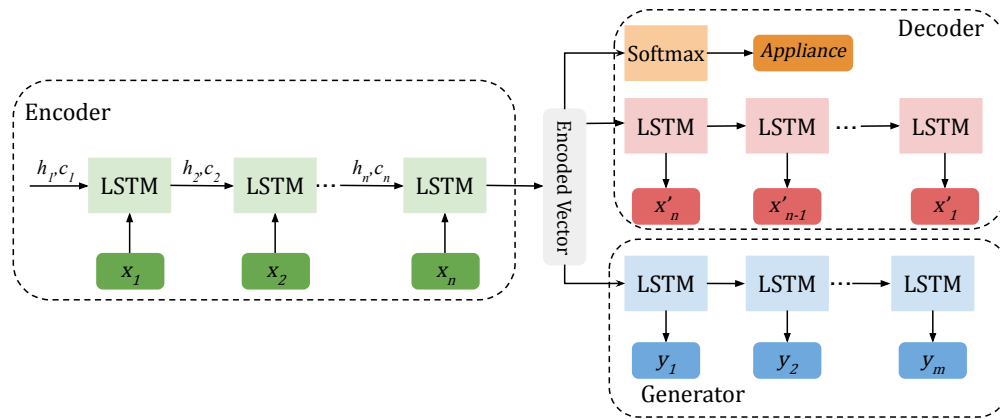 Encoder
h₁,c₁
LSTM
h₂,c₂
LSTM
...
hₙ,cₙ
LSTM
x₁
x₂
xₙ
Encoded Vector
Decoder
Softmax
Appliance
LSTM
LSTM
...
LSTM
x'ₙ
x'ₙ₋₁
x'₁
LSTM
LSTM
...
LSTM
y₁
y₂
yₘ
Generator